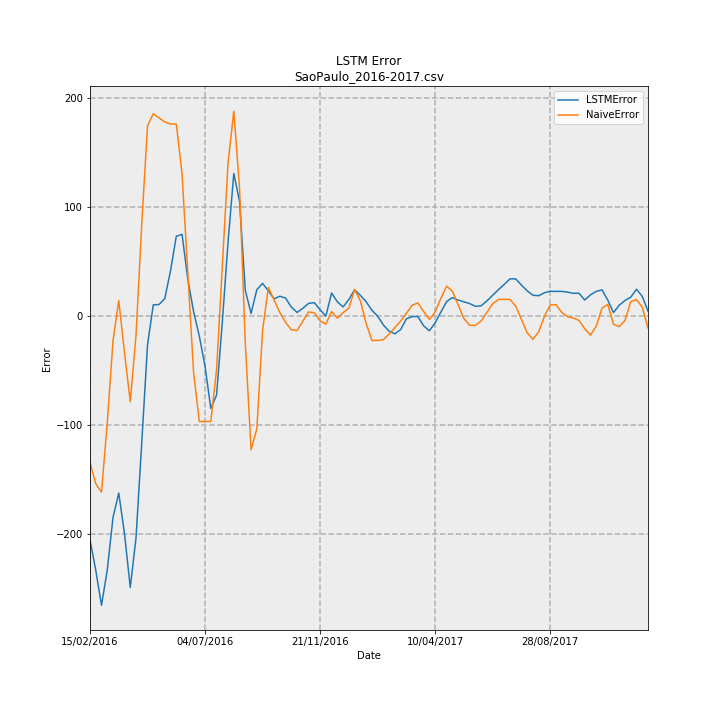 LSTM Error
SaoPaulo_2016-2017.csv
LSTMError
NaiveError
200
100
0
−100
−200
Error
15/02/2016
04/07/2016
21/11/2016
10/04/2017
28/08/2017
Date